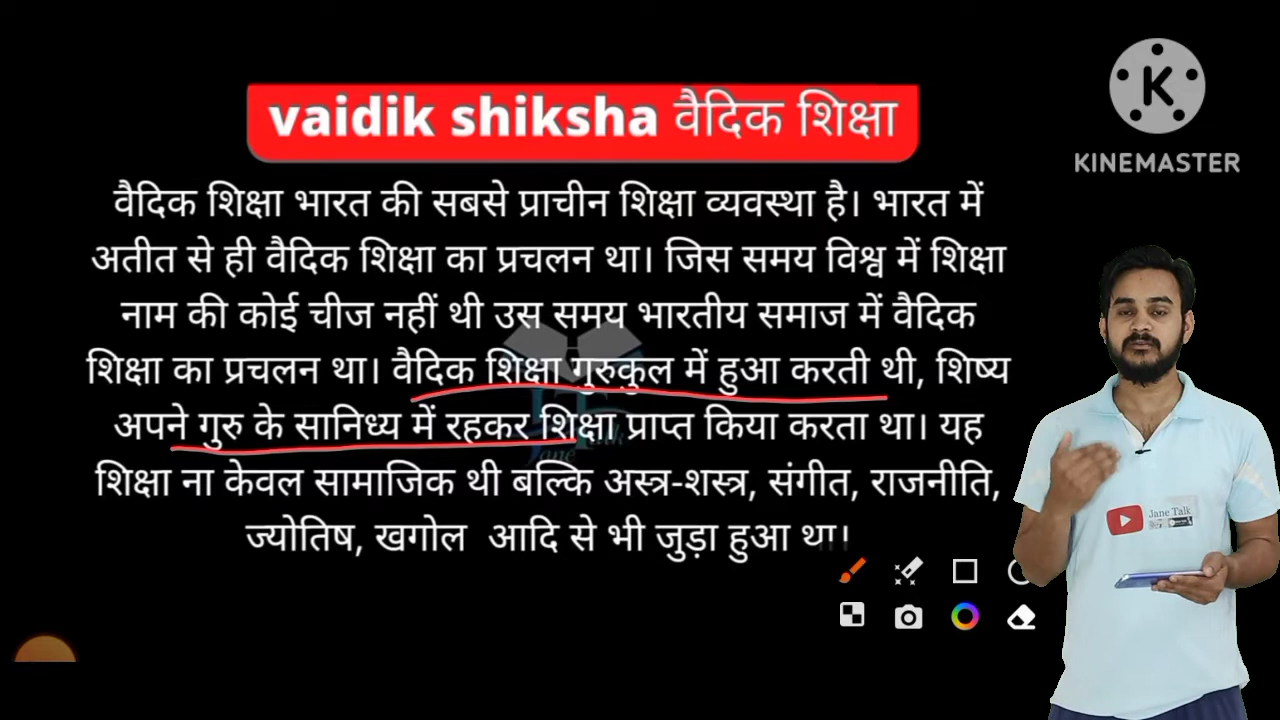 vaidik shiksha वैदिक शिक्षा
K
KINEMASTER
वैदिक शिक्षा भारत की सबसे प्राचीन शिक्षा व्यवस्था है। भारत में
अतीत से ही वैदिक शिक्षा का प्रचलन था। जिस समय विश्व में शिक्षा
नाम की कोई चीज नहीं थी उस समय भारतीय समाज में वैदिक
शिक्षा का प्रचलन था। वैदिक शिक्षा गुरुकुल में हुआ करती थी, शिष्य
अपने गुरु के सानिध्य में रहकर शिक्षा प्राप्त किया करता था। यह
शिक्षा ना केवल सामाजिक थी बल्कि अस्त्र-शस्त्र, संगीत, राजनीति,
ज्योतिष, खगोल आदि से भी जुड़ा हुआ था।
Jane Talk